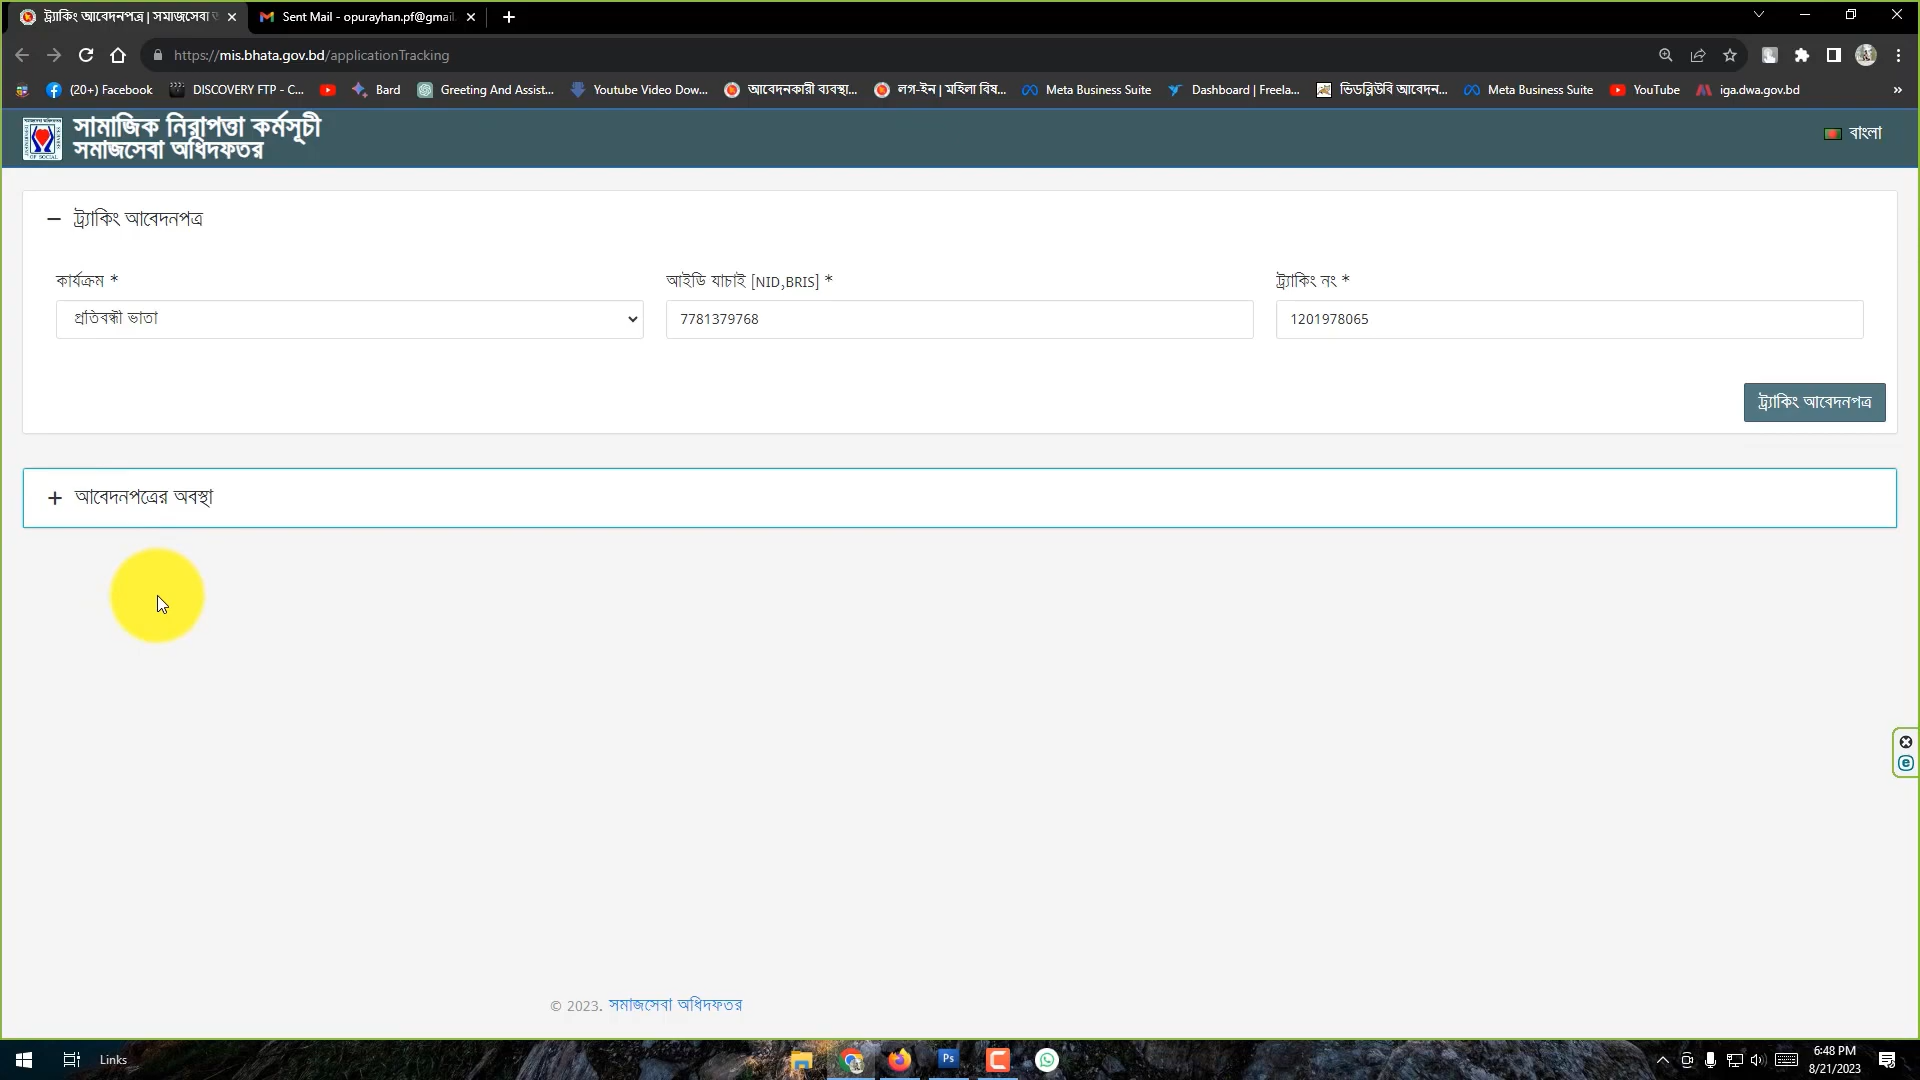 ট্র্যাকিং আবেদনপত্র | সমাজসেবা
Sent Mail - opurayhan.pf@gmail.
https://mis.bhata.gov.bd/applicationTracking
(20+) Facebook
DISCOVERY FTP - C...
Bard
Greeting And Assist...
Youtube Video Dow...
আবেদনকারী ব্যবস্থা...
লগ-ইন | মহিলা বিষ...
Meta Business Suite
Dashboard | Freela...
ভিডব্লিউবি আবেদন...
Meta Business Suite
YouTube
iga.dwa.gov.bd
সামাজিক নিরাপত্তা কর্মসূচী
সমাজসেবা অধিদফতর
বাংলা
ট্র্যাকিং আবেদনপত্র
কার্যক্রম *
আইডি যাচাই [NID,BRIS] *
ট্র্যাকিং নং *
প্রতিবন্ধী ভাতা
7781379768
1201978065
ট্র্যাকিং আবেদনপত্র
আবেদনপত্রের অবস্থা
© 2023. সমাজসেবা অধিদফতর
Links
Ps
6:48 PM
8/21/2023